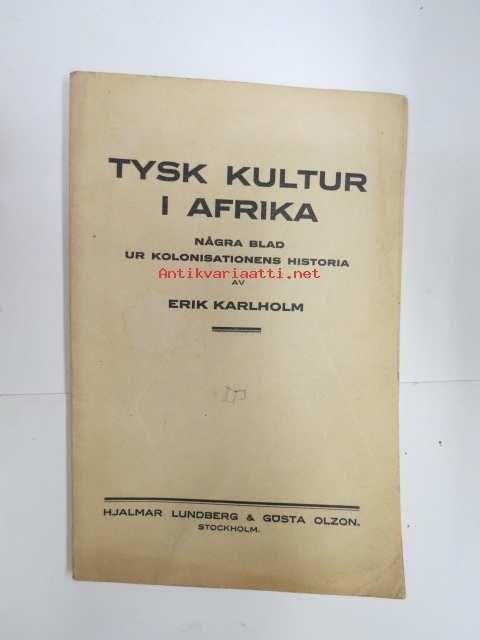 TYSK KULTUR
I AFRIKA
NÅGRA BLAD
UR KOLONISATIONENS HISTORIA
Antikvariaatti.net
AV
ERIK KARLHOLM
HJALMAR LUNDBERG & GÖSTA OLZON.
STOCKHOLM.